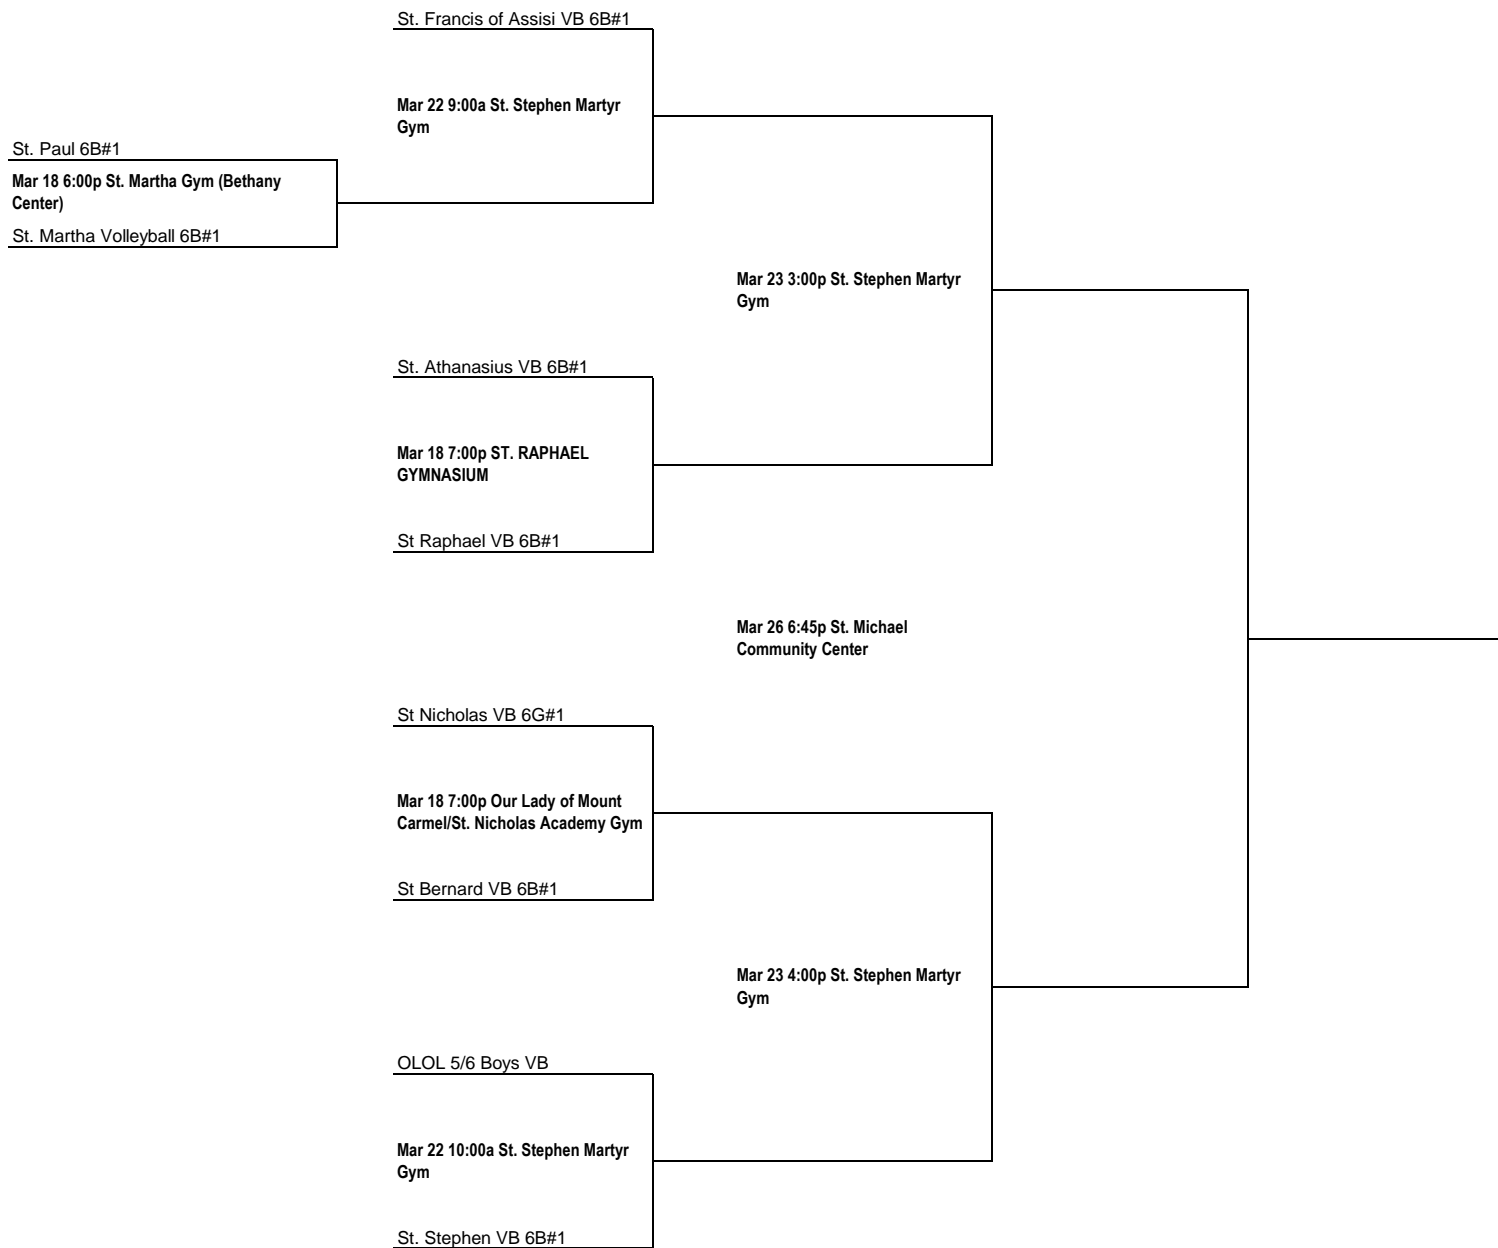 St. Francis of Assisi VB 6B#1
Mar 22 9:00a St. Stephen Martyr
Gym
St. Paul 6B#1
Mar 18 6:00p St. Martha Gym (Bethany
Center)
St. Martha Volleyball 6B#1
Mar 23 3:00p St. Stephen Martyr
Gym
St. Athanasius VB 6B#1
Mar 18 7:00p ST. RAPHAEL
GYMNASIUM
St Raphael VB 6B#1
Mar 26 6:45p St. Michael
Community Center
St Nicholas VB 6G#1
Mar 18 7:00p Our Lady of Mount
Carmel/St. Nicholas Academy Gym
St Bernard VB 6B#1
Mar 23 4:00p St. Stephen Martyr
Gym
OLOL 5/6 Boys VB
Mar 22 10:00a St. Stephen Martyr
Gym
St. Stephen VB 6B#1